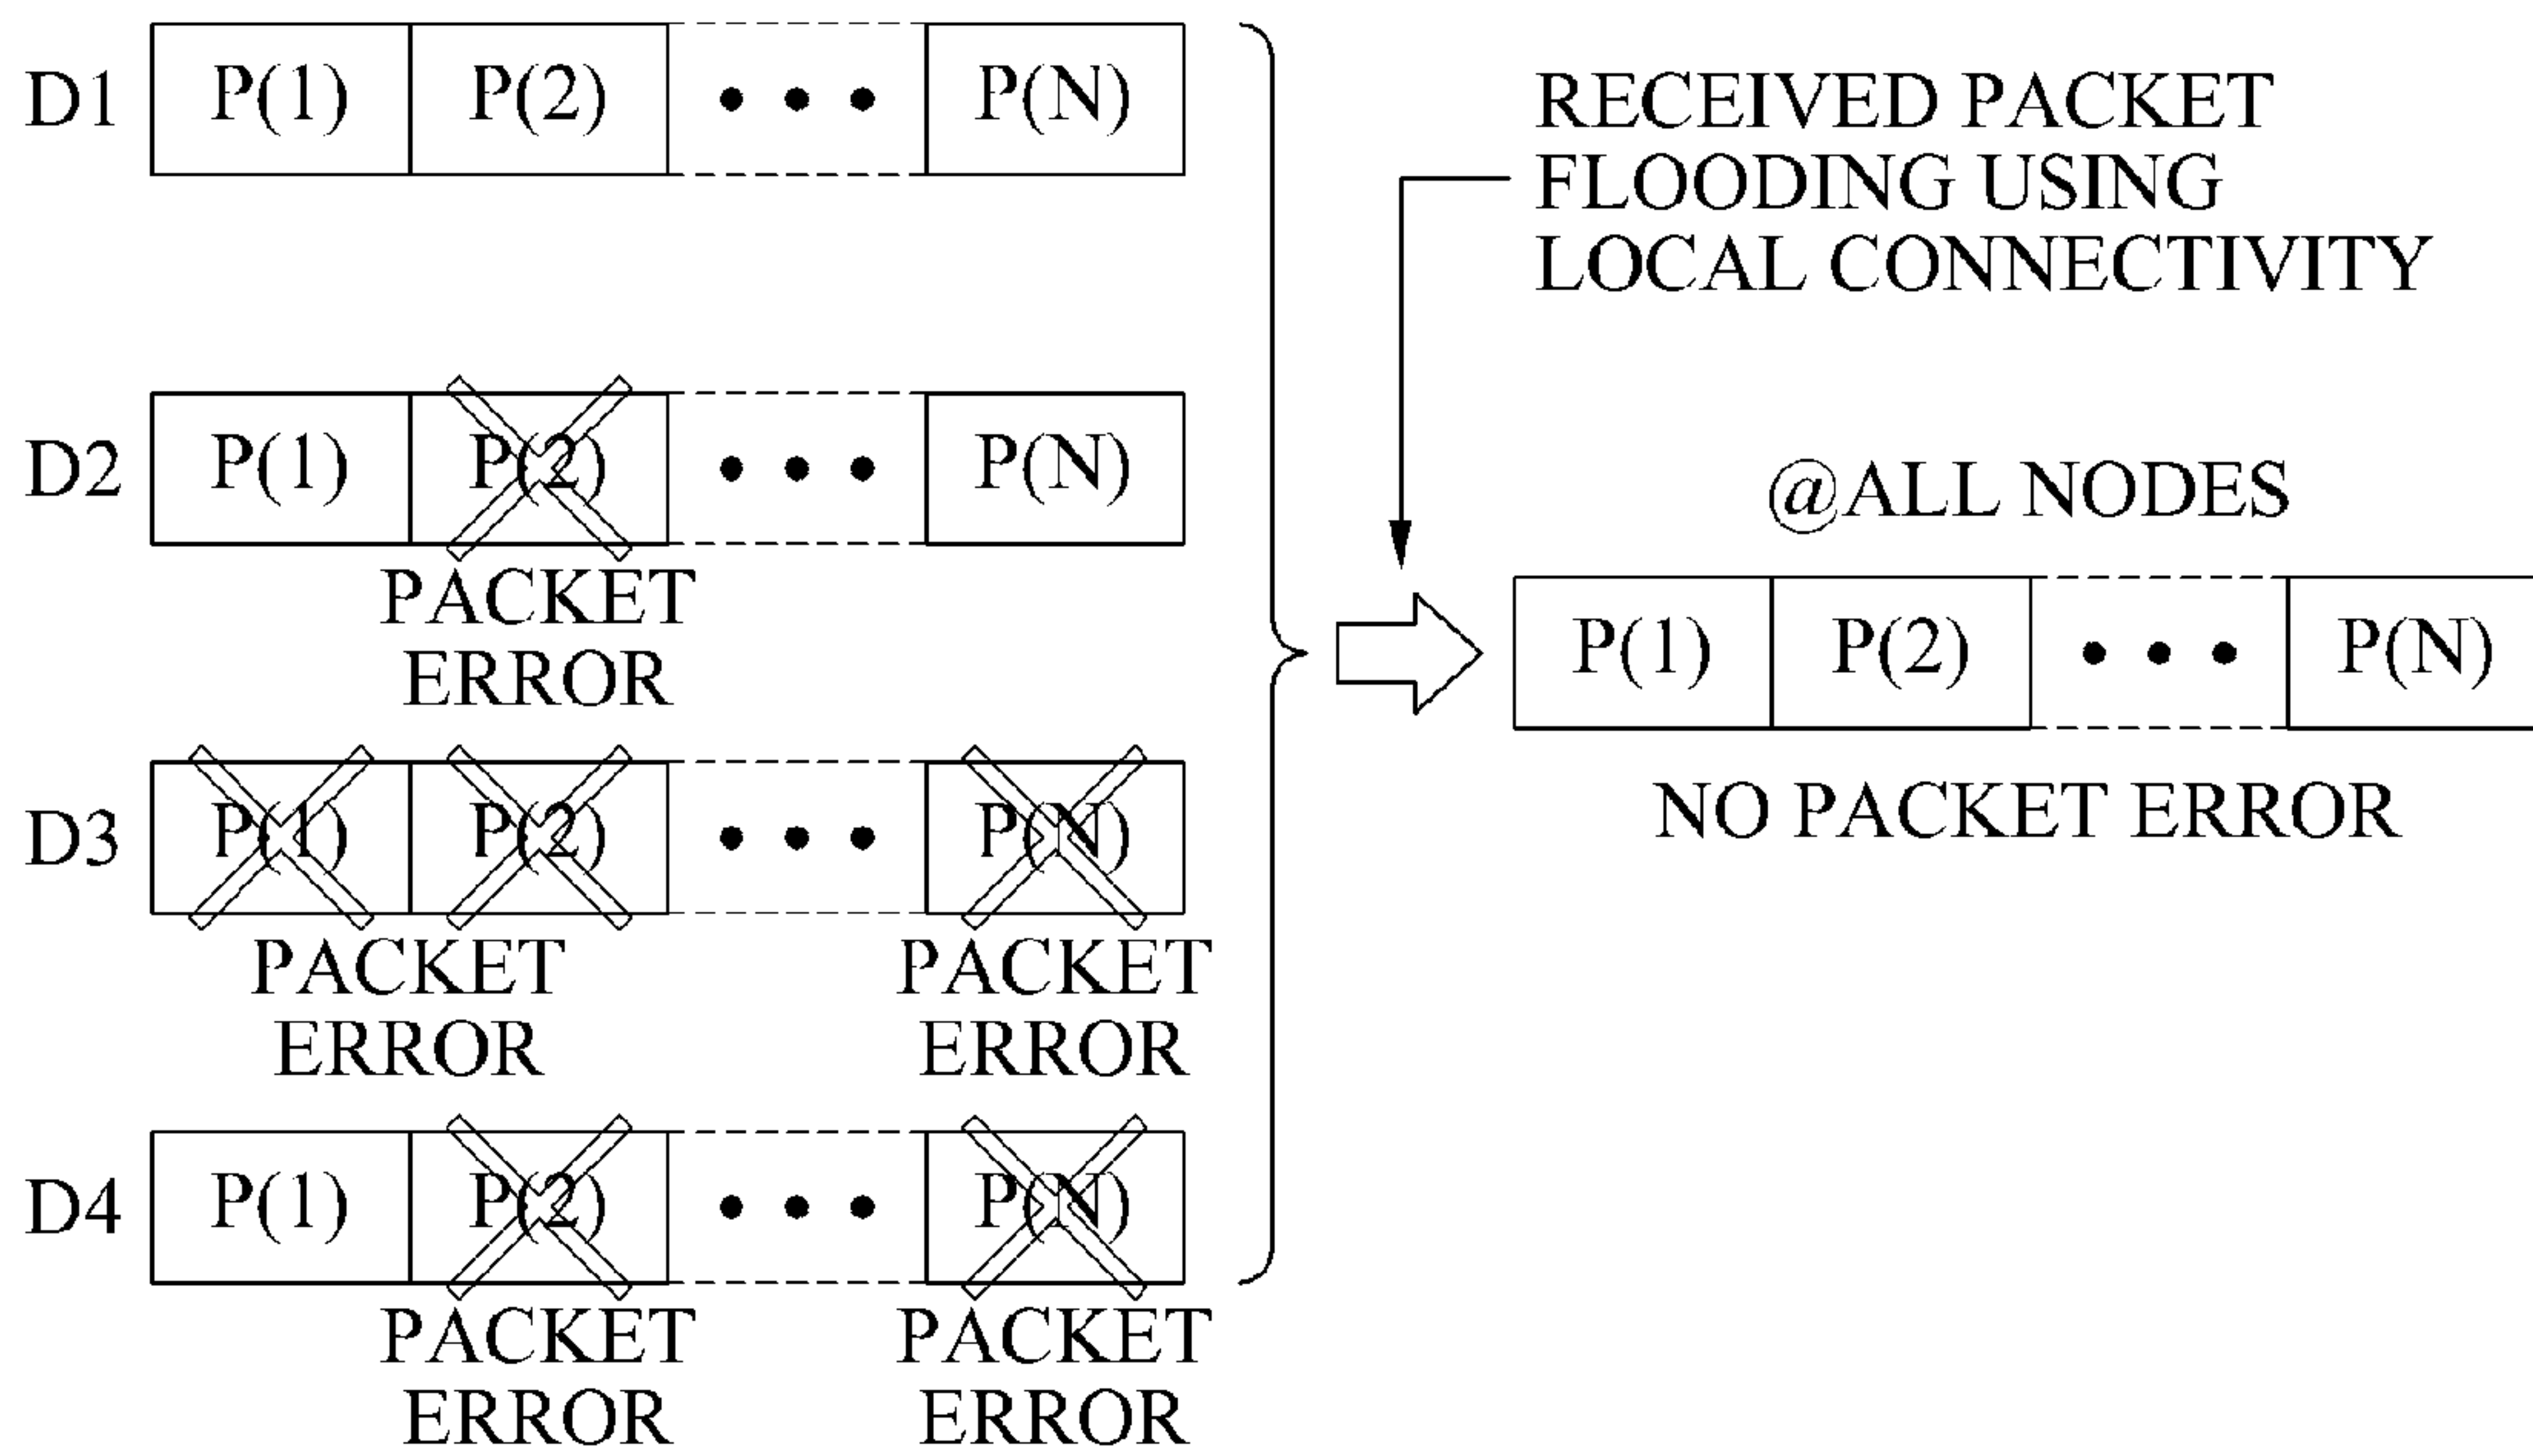 D1 P(1) P(2) ••• P(N)
RECEIVED PACKET
FLOODING USING
LOCAL CONNECTIVITY
D2 P(1) P(2) ••• P(N)
PACKET
ERROR
@ALL NODES
P(1) P(2) ••• P(N)
NO PACKET ERROR
D3 P(1) P(2) ••• P(N)
PACKET PACKET
ERROR ERROR
D4 P(1) P(2) ••• P(N)
PACKET PACKET
ERROR ERROR